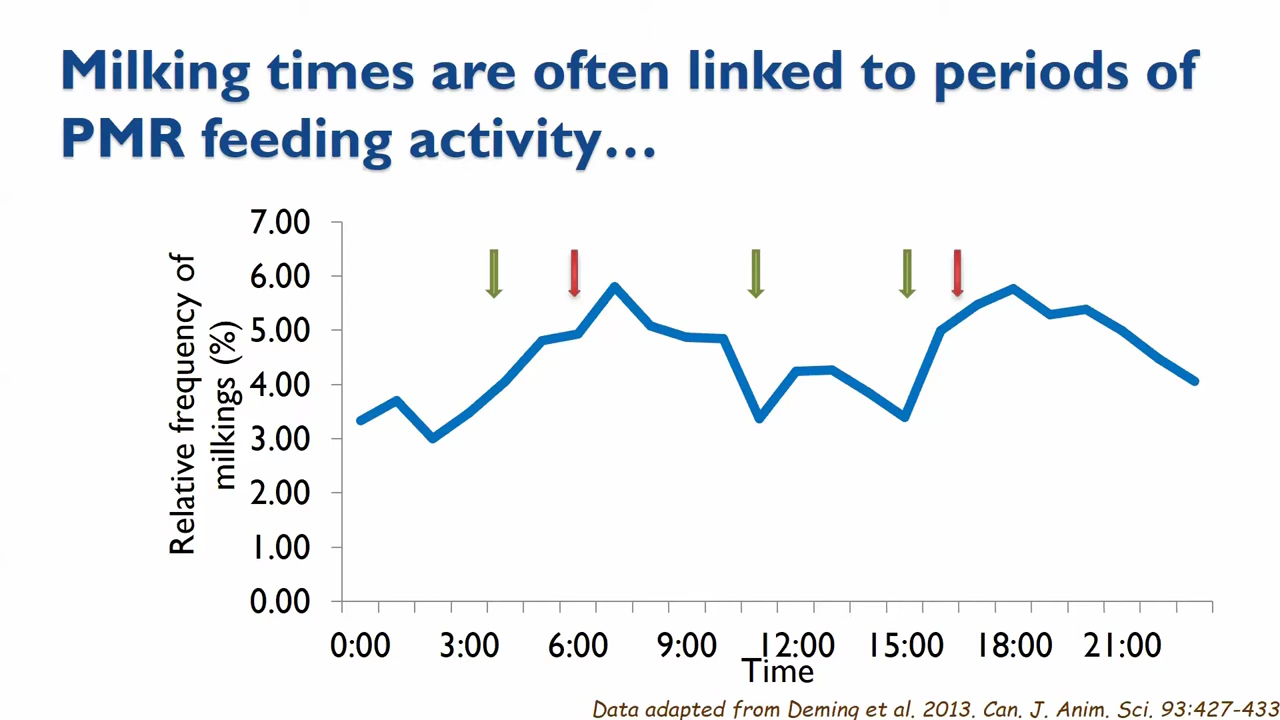 Milking times are often linked to periods of
PMR feeding activity...
Relative frequency of
milkings (%)
7.00
6.00
5.00
4.00
3.00
2.00
1.00
0.00
0:00 3:00 6:00 9:00 12:00 15:00 18:00 21:00
Time
Data adapted from Deming et al. 2013. Can. J. Anim. Sci. 93:427-433